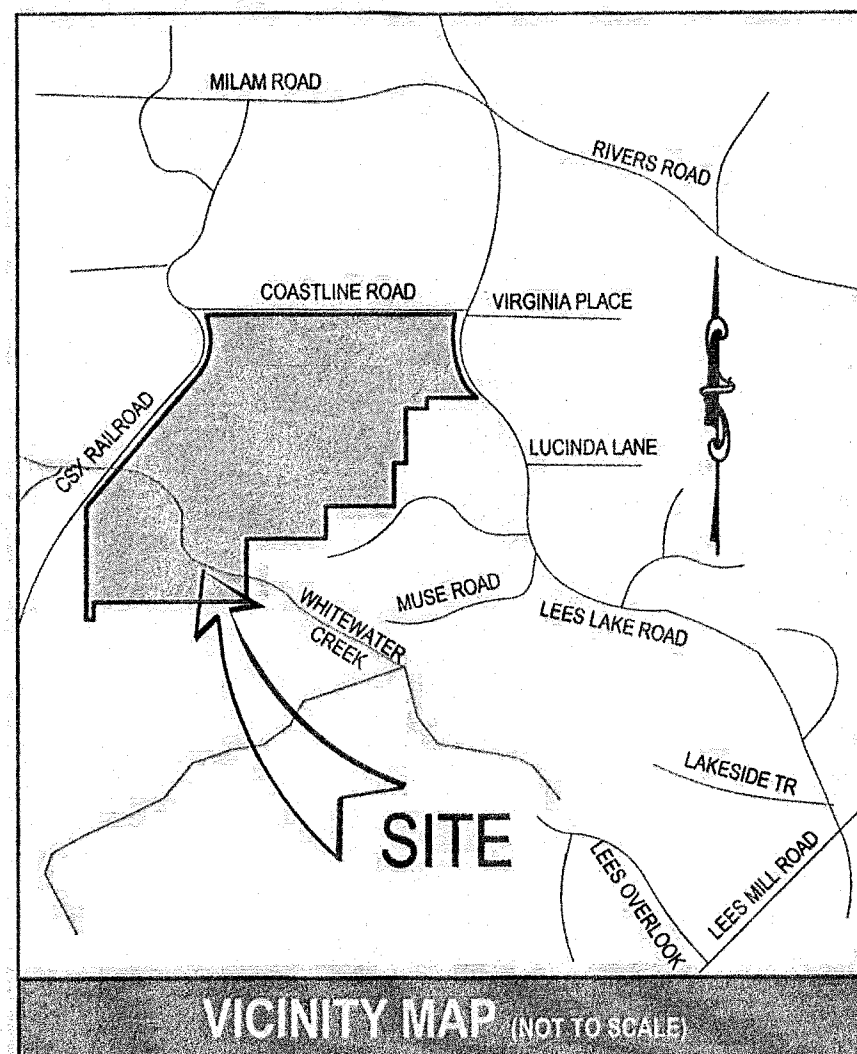 MILAM ROAD
RIVERS ROAD
COASTLINE ROAD
VIRGINIA PLACE
CSX RAILROAD
LUCINDA LANE
MUSE ROAD
WHITEWATER
CREEK
LEES LAKE ROAD
LAKESIDE TR
SITE
LEES OVERLOOK
LEES MILL ROAD
VICINITY MAP (NOT TO SCALE)